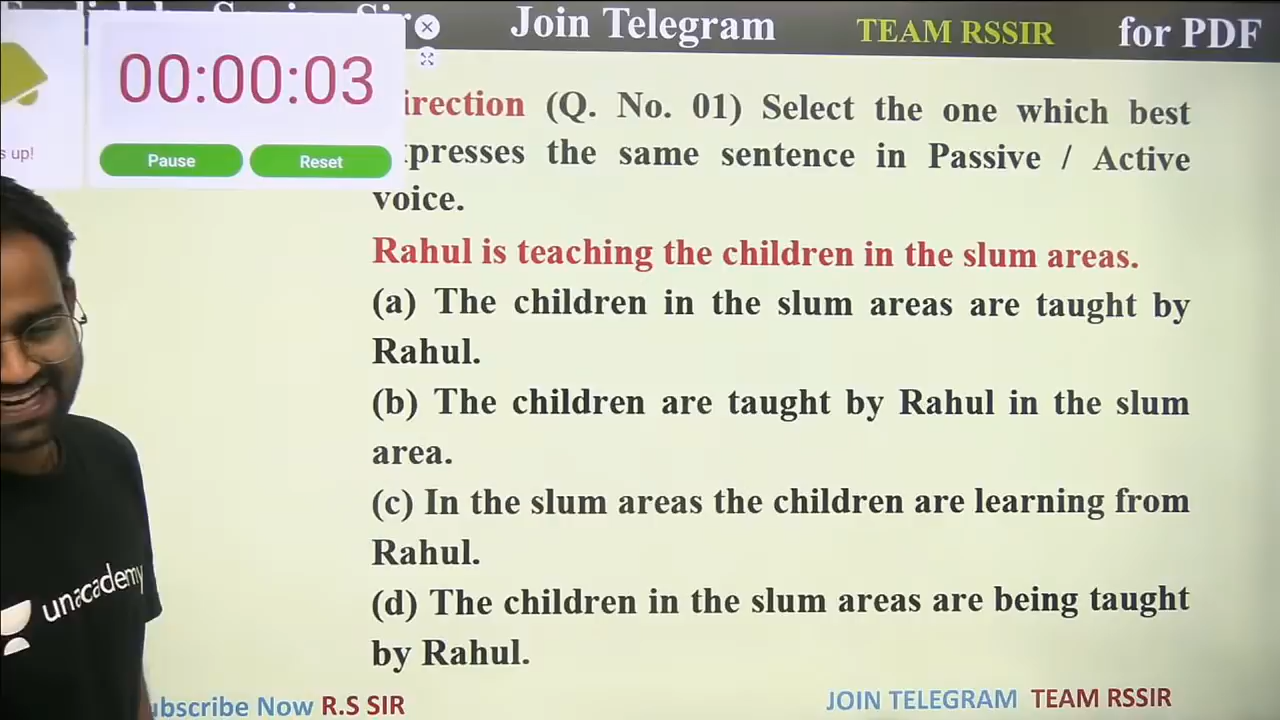 Join Telegram TEAM RSSIR for PDF
00:00:03
s up!
Pause Reset
irection (Q. No. 01) Select the one which best
xpresses the same sentence in Passive / Active
voice.
Rahul is teaching the children in the slum areas.
(a) The children in the slum areas are taught by
Rahul.
(b) The children are taught by Rahul in the slum
area.
(c) In the slum areas the children are learning from
Rahul.
(d) The children in the slum areas are being taught
by Rahul.
unacademy
ubscribe Now R.S SIR
JOIN TELEGRAM TEAM RSSIR